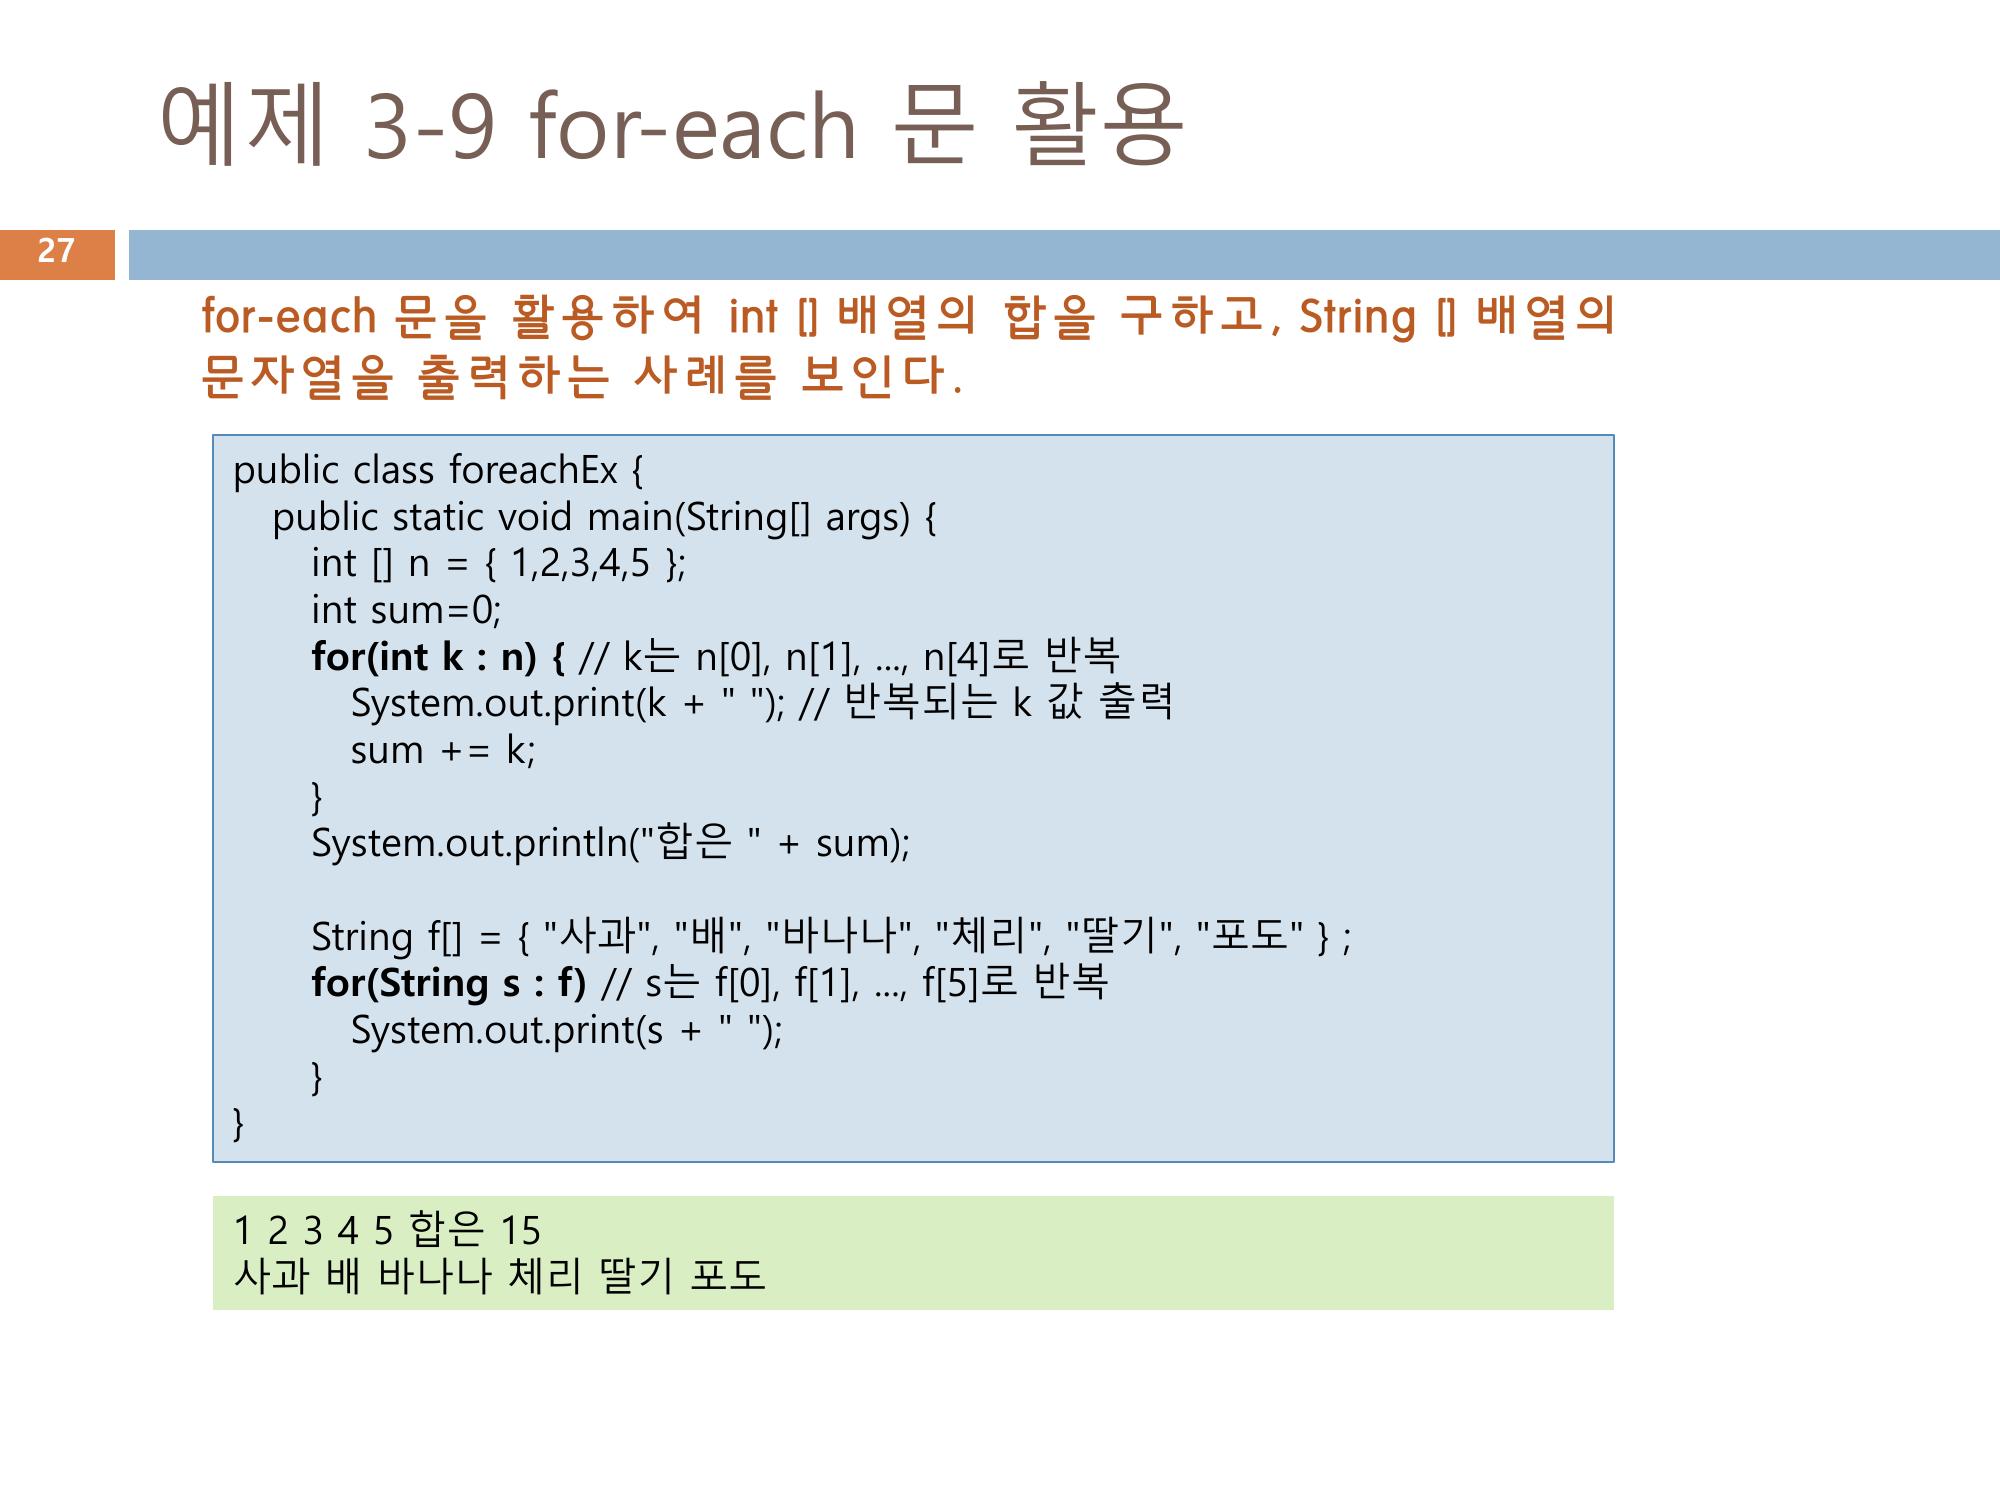 예제 3-9 for-each 문 활용
27
for-each 문을 활용하여 int [] 배열의 합을 구하고, String [] 배열의
문자열을 출력하는 사례를 보인다.
public class foreachEx {
public static void main(String[] args) {
int [] n = { 1,2,3,4,5 };
int sum=0;
for(int k : n) { // k는 n[0], n[1], ..., n[4]로 반복
System.out.print(k + " "); // 반복되는 k 값 출력
sum += k;
}
System.out.println("합은 " + sum);
String f[] = { "사과", "배", "바나나", "체리", "딸기", "포도" } ;
for(String s : f) // s는 f[0], f[1], ..., f[5]로 반복
System.out.print(s + " ");
}
}
1 2 3 4 5 합은 15
사과 배 바나나 체리 딸기 포도